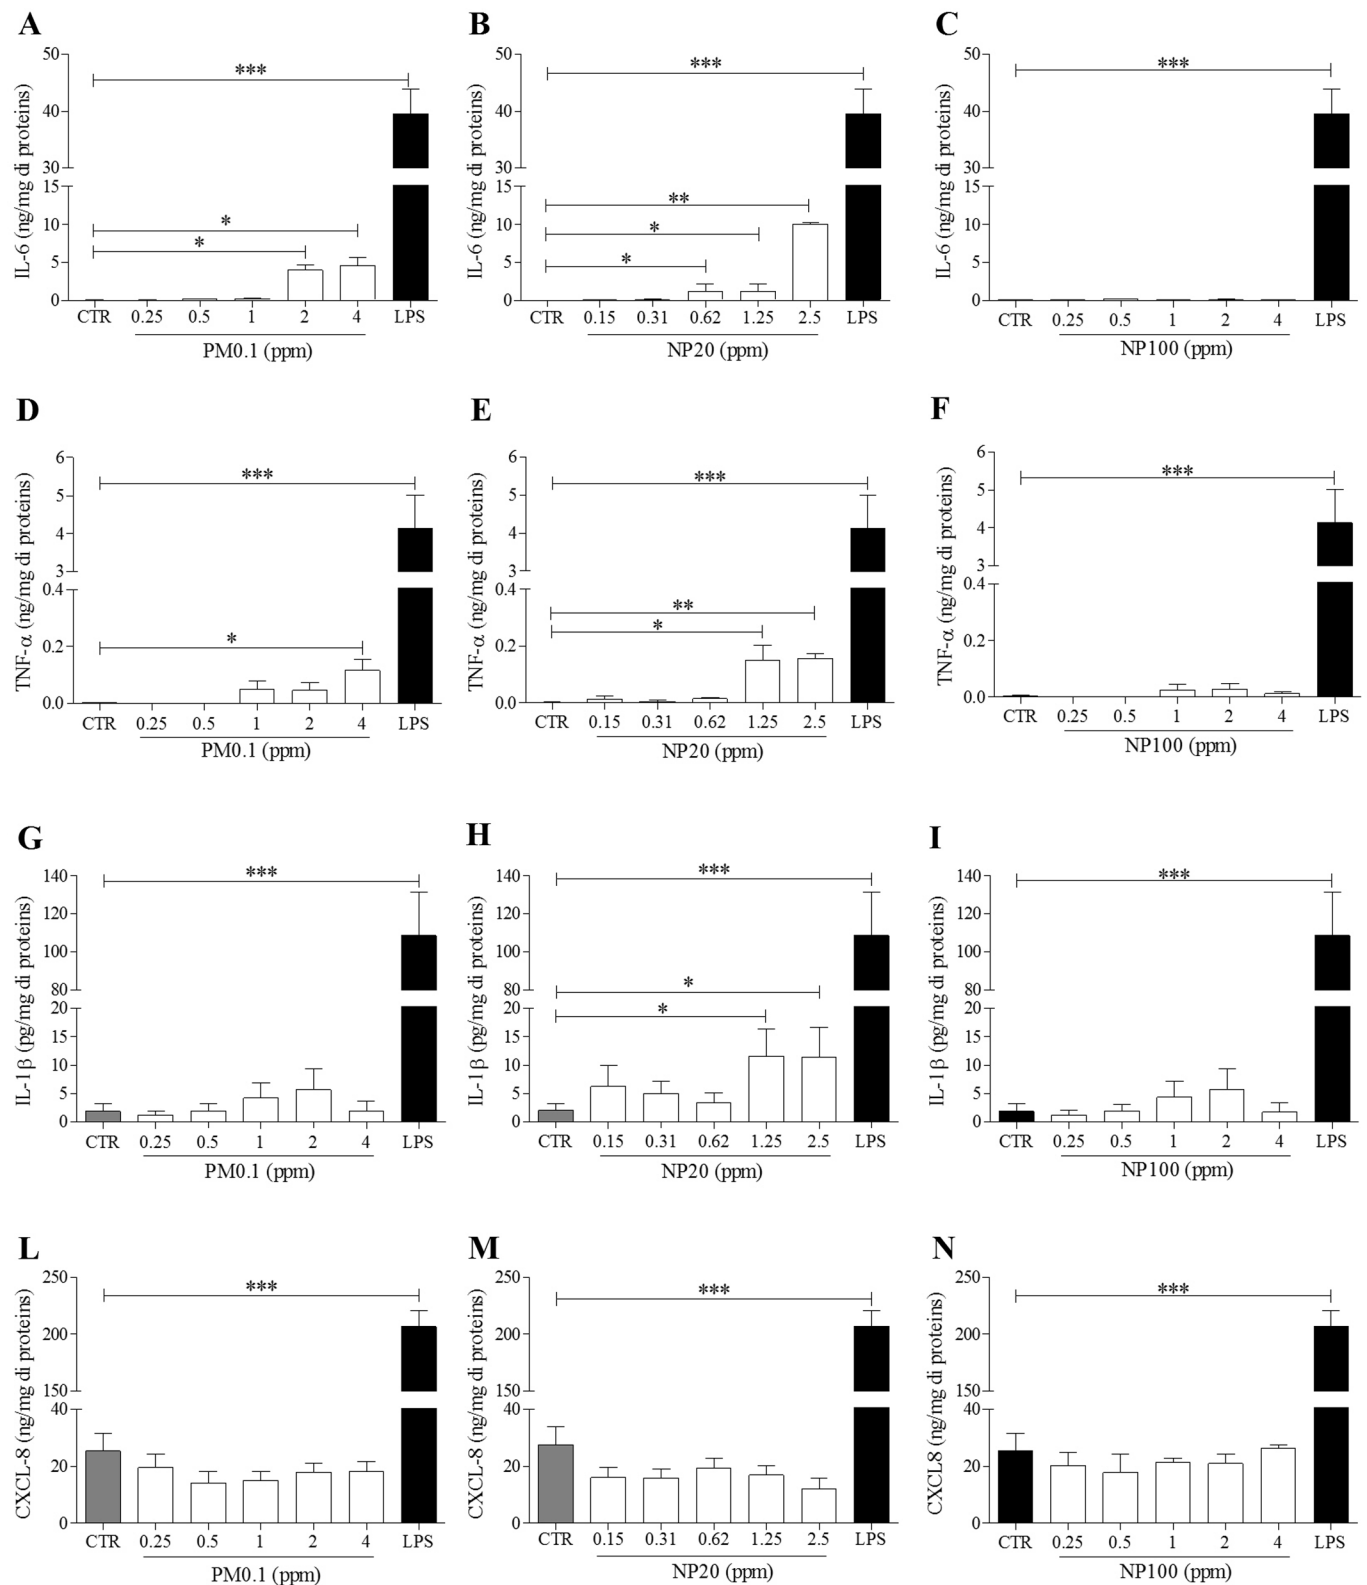 A
IL-6 (ng/mg di proteins)
50
40
30
15
10
5
0
***
*
*
CTR 0.25 0.5 1 2 4 LPS
PM0.1 (ppm)
B
IL-6 (ng/mg di proteins)
50
40
30
15
10
5
0
***
**
*
*
CTR 0.15 0.31 0.62 1.25 2.5 LPS
NP20 (ppm)
C
IL-6 (ng/mg di proteins)
50
40
30
15
10
5
0
***
CTR 0.25 0.5 1 2 4 LPS
NP100 (ppm)
D
TNF-α (ng/mg di proteins)
6
5
4
3
0.4
0.2
0.0
***
*
CTR 0.25 0.5 1 2 4 LPS
PM0.1 (ppm)
E
TNF-α (ng/mg di proteins)
6
5
4
3
0.4
0.2
0.0
***
**
*
CTR 0.15 0.31 0.62 1.25 2.5 LPS
NP20 (ppm)
F
TNF-α (ng/mg di proteins)
6
5
4
3
0.4
0.2
0.0
***
CTR 0.25 0.5 1 2 4 LPS
NP100 (ppm)
G
IL-1β (pg/mg di proteins)
140
120
100
80
20
15
10
5
0
***
CTR 0.25 0.5 1 2 4 LPS
PM0.1 (ppm)
H
IL-1β (pg/mg di proteins)
140
120
100
80
20
15
10
5
0
***
*
*
CTR 0.15 0.31 0.62 1.25 2.5 LPS
NP20 (ppm)
I
IL-1β (pg/mg di proteins)
140
120
100
80
20
15
10
5
0
***
CTR 0.25 0.5 1 2 4 LPS
NP100 (ppm)
L
CXCL-8 (ng/mg di proteins)
250
200
150
40
20
0
***
CTR 0.25 0.5 1 2 4 LPS
PM0.1 (ppm)
M
CXCL-8 (ng/mg di proteins)
250
200
150
40
20
0
***
CTR 0.15 0.31 0.62 1.25 2.5 LPS
NP20 (ppm)
N
CXCL8 (ng/mg di proteins)
250
200
150
40
20
0
***
CTR 0.25 0.5 1 2 4 LPS
NP100 (ppm)